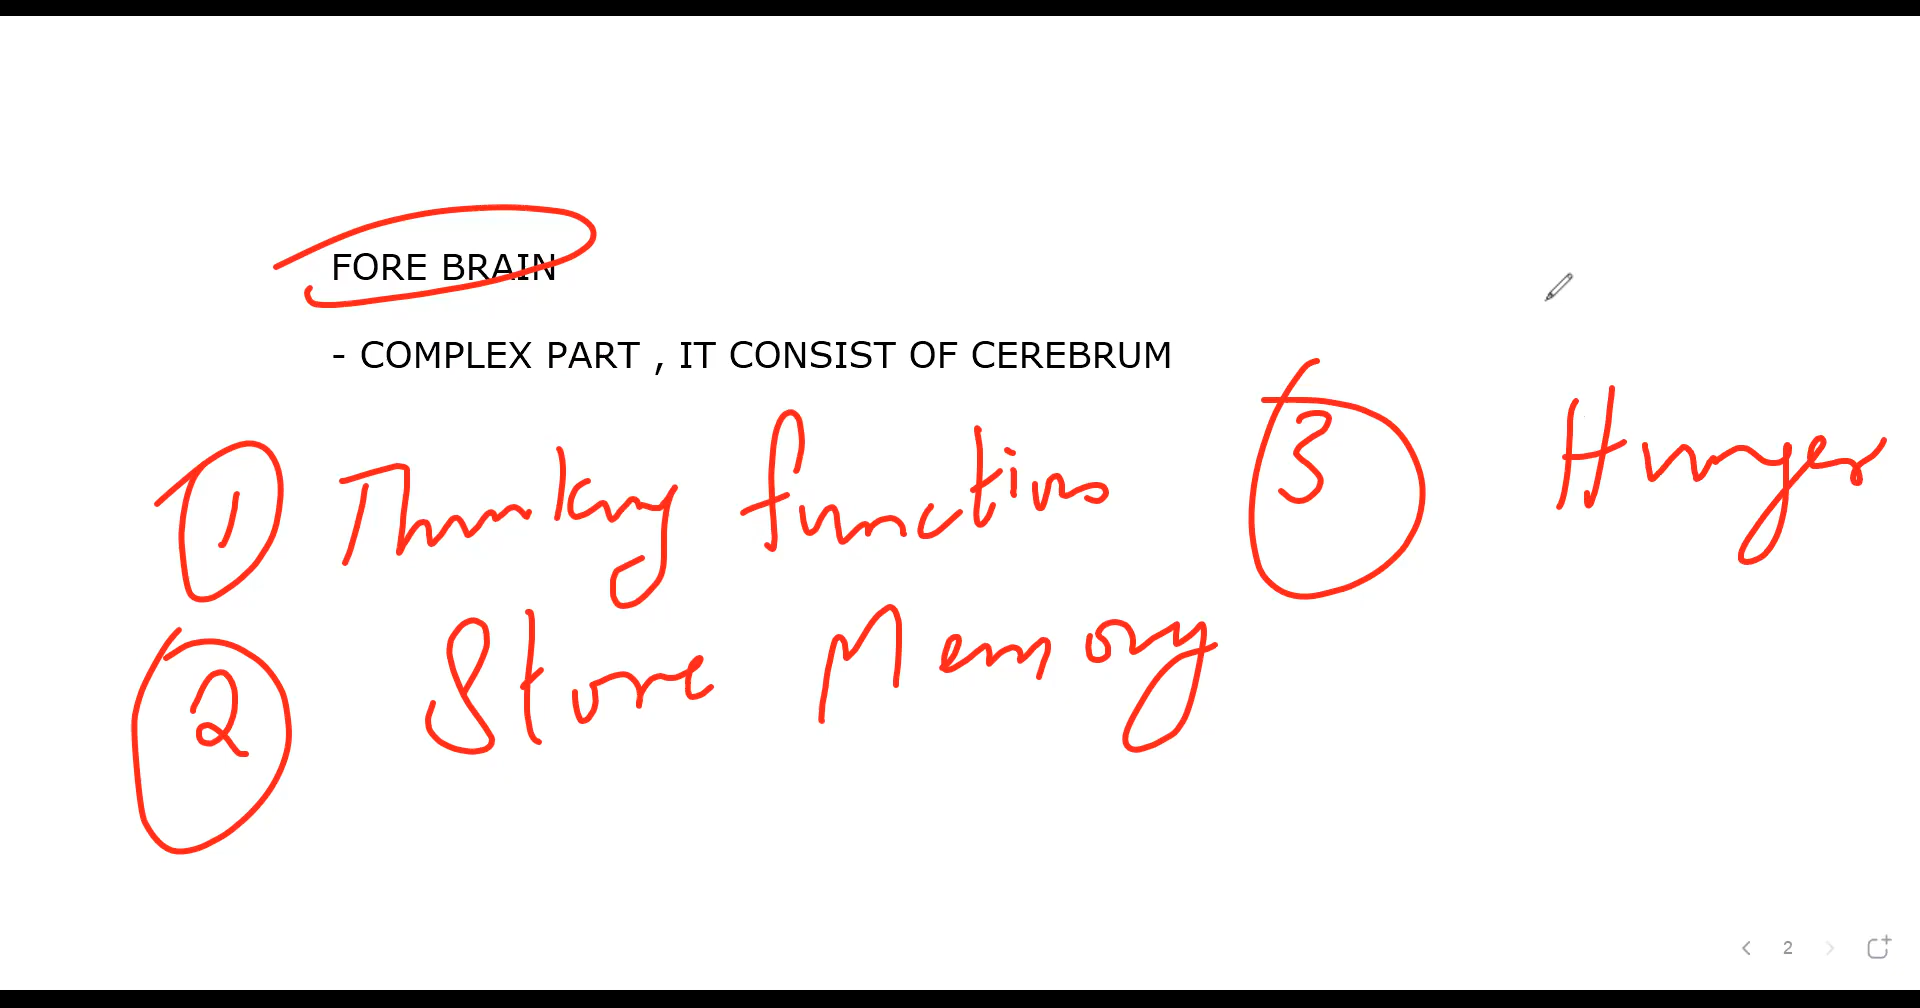 FORE BRAIN
- COMPLEX PART , IT CONSIST OF CEREBRUM
1 Thinking functions
2 Store Memory
3 Hunger
2